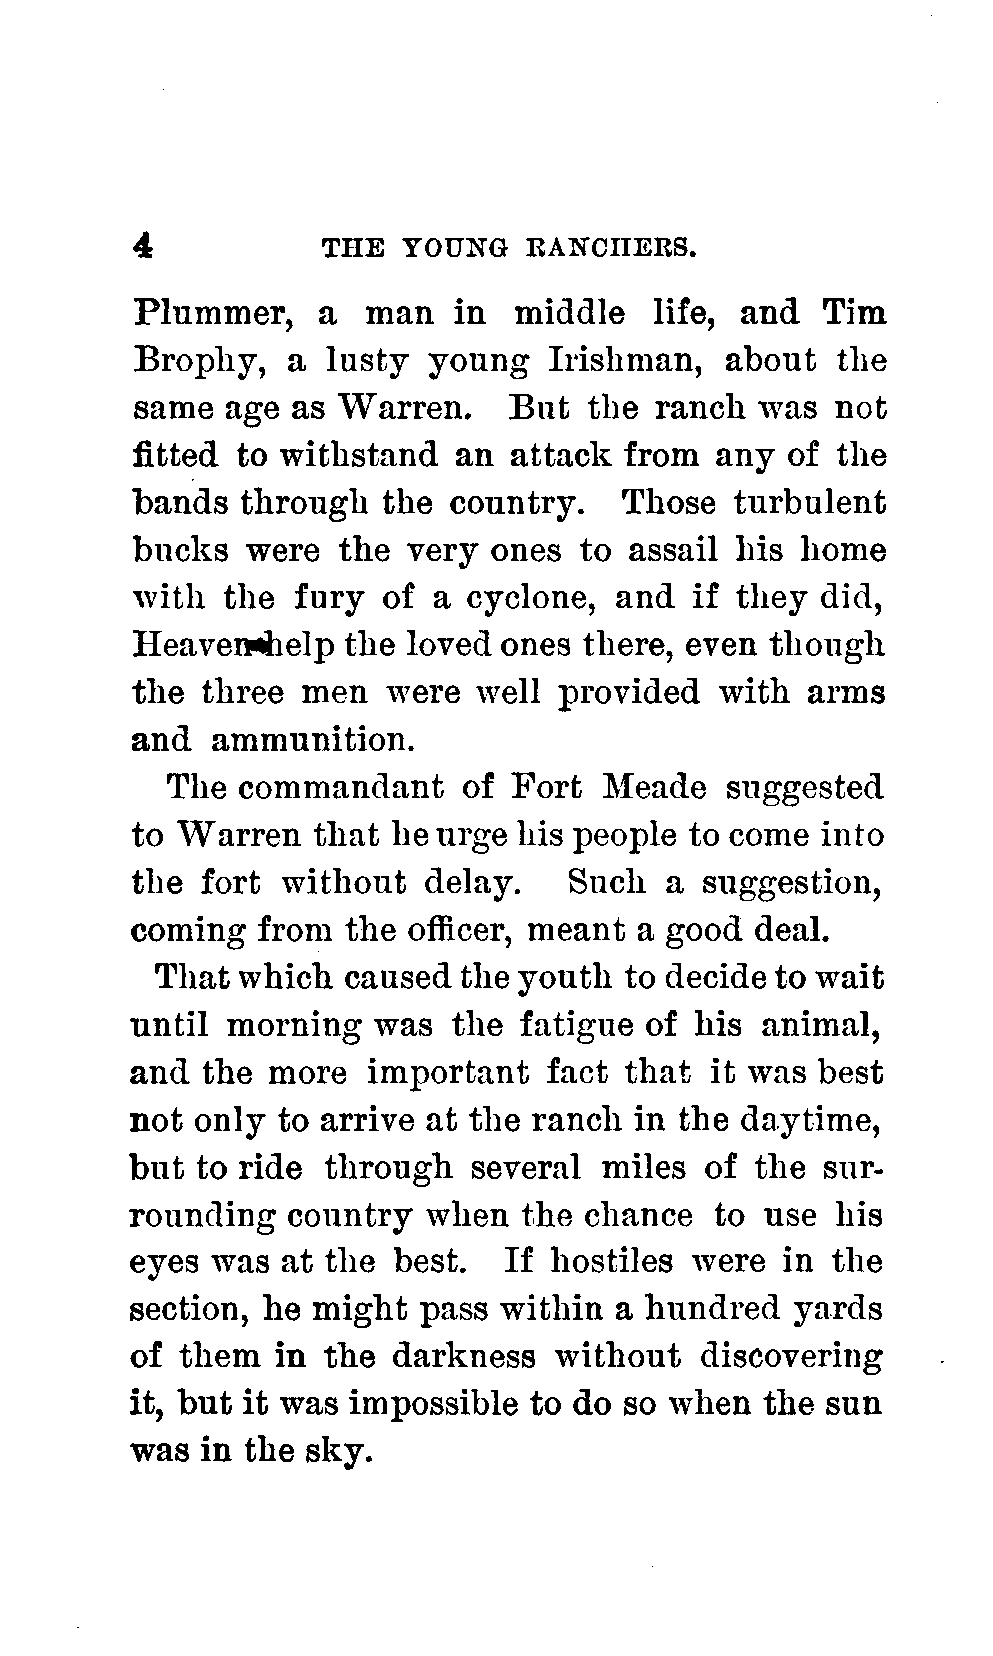 4 THE YOUNG RANCHERS.
Plummer, a man in middle life, and Tim
Brophy, a lusty young Irishman, about the
same age as Warren. But the ranch was not
fitted to withstand an attack from any of the
bands through the country. Those turbulent
bucks were the very ones to assail his home
with the fury of a cyclone, and if they did,
Heaven help the loved ones there, even though
the three men were well provided with arms
and ammunition.
The commandant of Fort Meade suggested
to Warren that he urge his people to come into
the fort without delay. Such a suggestion,
coming from the officer, meant a good deal.
That which caused the youth to decide to wait
until morning was the fatigue of his animal,
and the more important fact that it was best
not only to arrive at the ranch in the daytime,
but to ride through several miles of the sur-
rounding country when the chance to use his
eyes was at the best. If hostiles were in the
section, he might pass within a hundred yards
of them in the darkness without discovering
it, but it was impossible to do so when the sun
was in the sky.